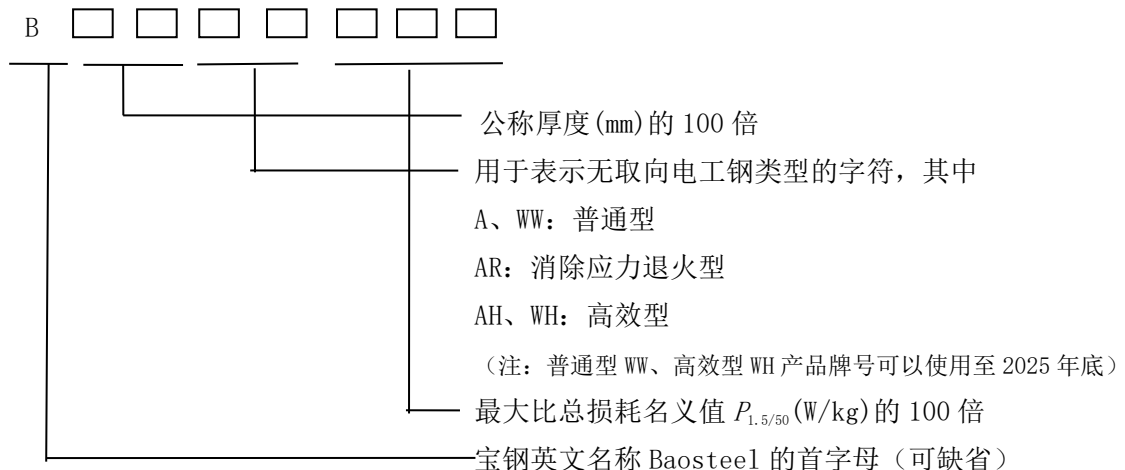 B □ □ □ □ □ □ □
公称厚度(mm)的 100 倍
用于表示无取向电工钢类型的字符，其中
A、WW：普通型
AR：消除应力退火型
AH、WH：高效型
（注：普通型 WW、高效型 WH 产品牌号可以使用至 2025 年底）
最大比总损耗名义值 P1.5/50(W/kg)的 100 倍
宝钢英文名称 Baosteel 的首字母（可缺省）